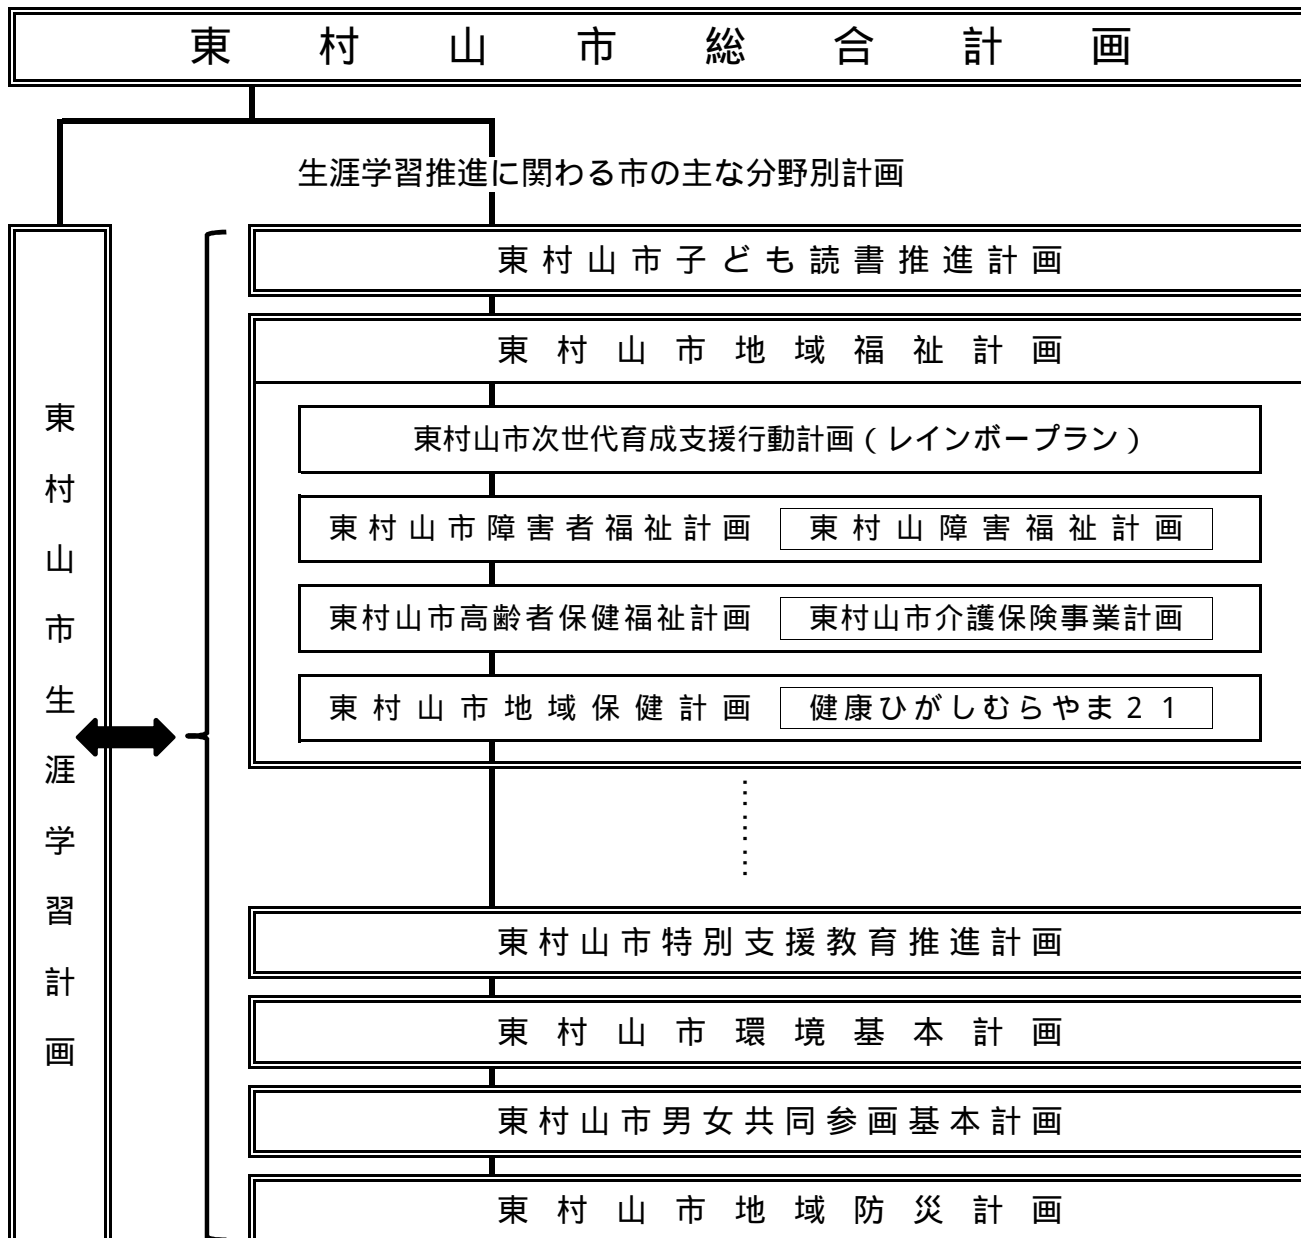 東村山市総合計画
生涯学習推進に関わる市の主な分野別計画
東村山市生涯学習計画
東村山市子ども読書推進計画
東村山市地域福祉計画
東村山市次世代育成支援行動計画(レインボープラン)
東村山市障害者福祉計画 東村山障害福祉計画
東村山市高齢者保健福祉計画 東村山市介護保険事業計画
東村山市地域保健計画 健康ひがしむらやま21
東村山市特別支援教育推進計画
東村山市環境基本計画
東村山市男女共同参画基本計画
東村山市地域防災計画